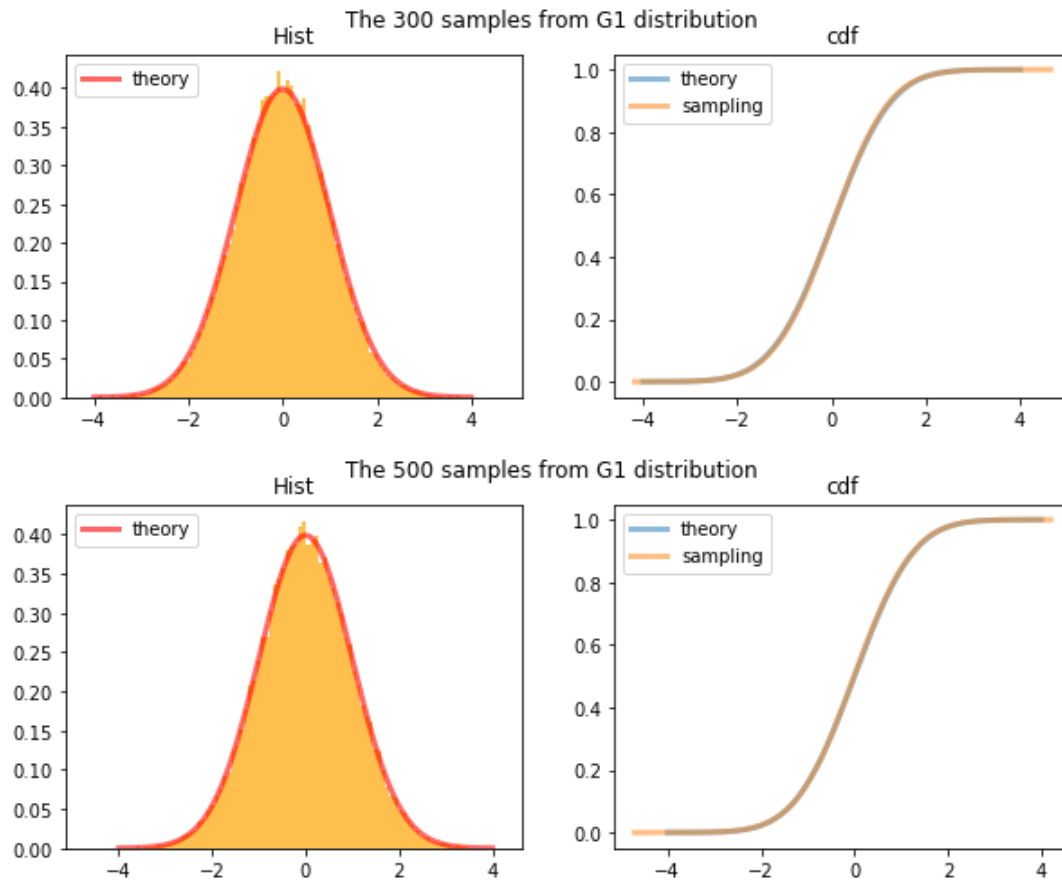 The 300 samples from G1 distribution
Hist
theory
0.40
0.35
0.30
0.25
0.20
0.15
0.10
0.05
0.00
−4 −2 0 2 4
cdf
theory
sampling
1.0
0.8
0.6
0.4
0.2
0.0
−4 −2 0 2 4
The 500 samples from G1 distribution
Hist
theory
0.40
0.35
0.30
0.25
0.20
0.15
0.10
0.05
0.00
−4 −2 0 2 4
cdf
theory
sampling
1.0
0.8
0.6
0.4
0.2
0.0
−4 −2 0 2 4